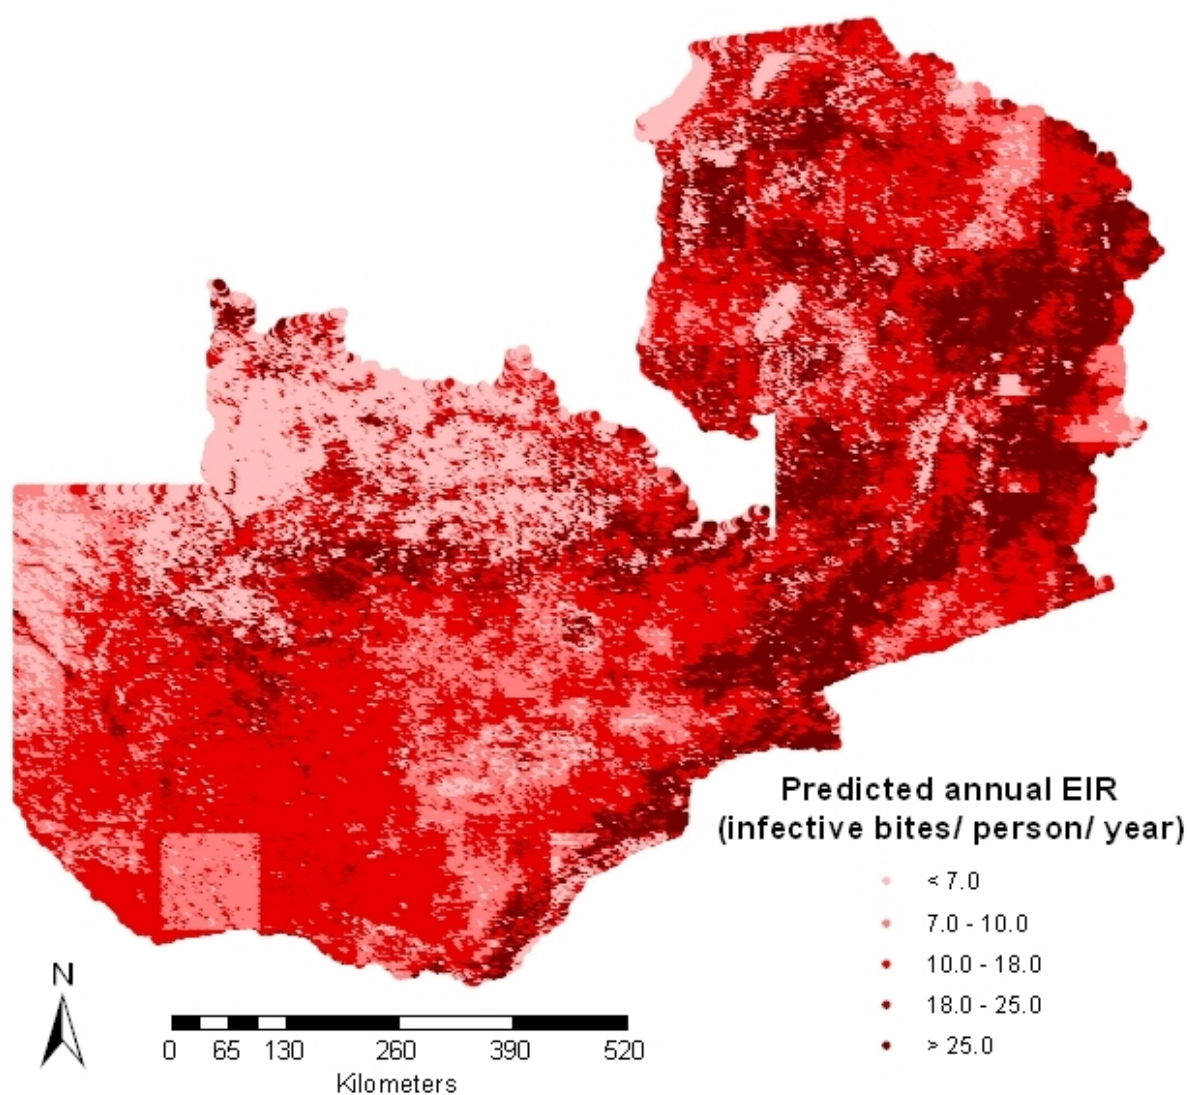 Predicted annual EIR
(infective bites/ person/ year)
< 7.0
7.0 - 10.0
10.0 - 18.0
18.0 - 25.0
> 25.0
N
0 65 130 260 390 520
Kilometers